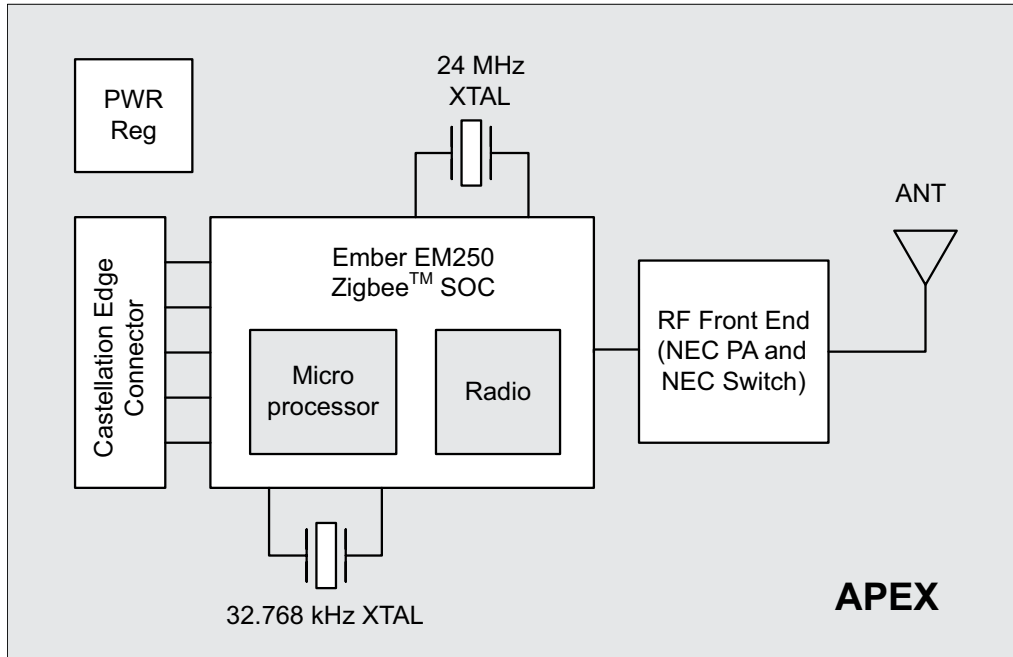 24 MHz
XTAL
PWR
Reg
ANT
Ember EM250
Zigbee™ SOC
Castellation Edge
Connector
RF Front End
(NEC PA and
NEC Switch)
Micro
processor
Radio
32.768 kHz XTAL
APEX